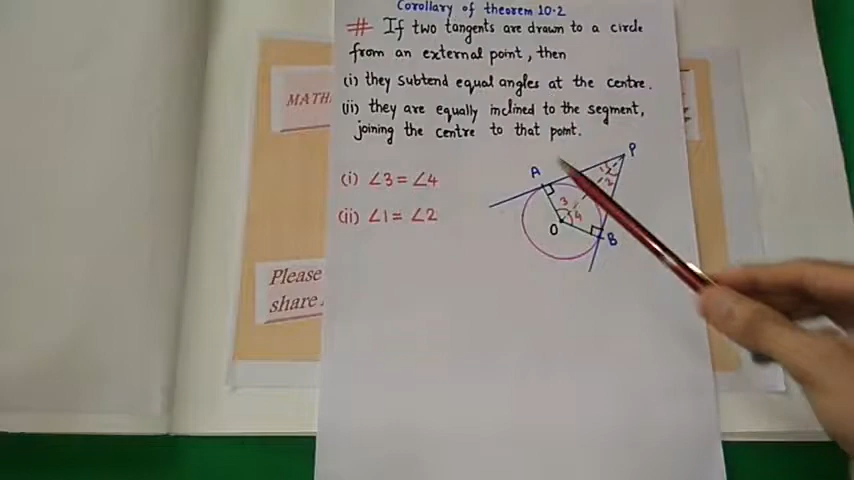 Corollary of theorem 10.2
# If two tangents are drawn to a circle
from an external point, then
(i) they subtend equal angles at the centre.
(ii) they are equally inclined to the segment,
joining the centre to that point.
(i) ∠3 = ∠4
(ii) ∠1 = ∠2
P
A
1
2
3
4
O
B
MATH
Please
share